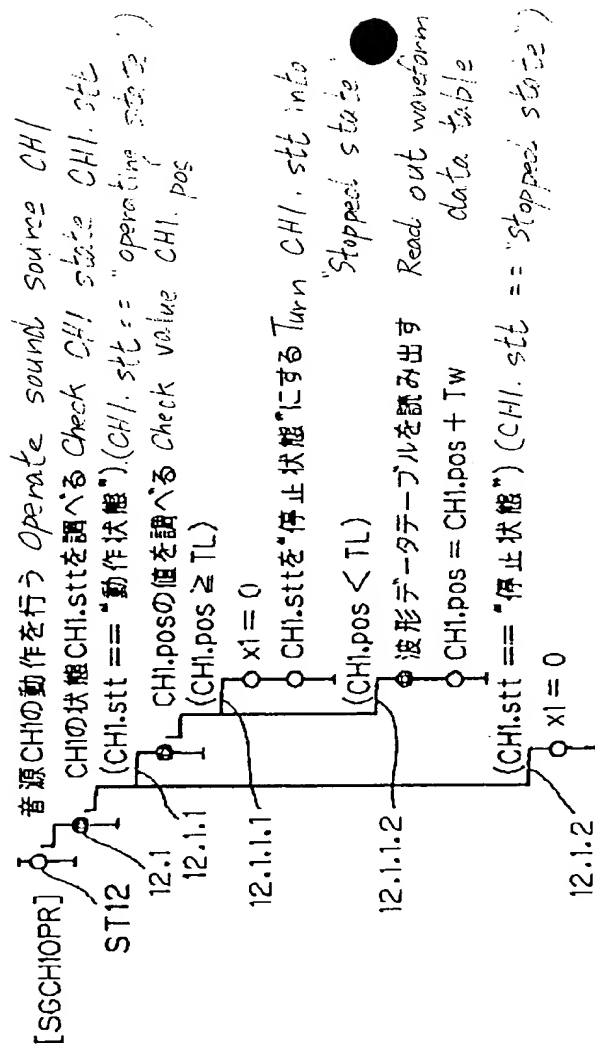 [SGCH1OPR]
音源CH1の動作を行う Operate sound source CH1
ST12
CH1の状態CH1.sttを調べる Check CH1 state CH1.stt
12.1
(CH1.stt == "動作状態") (CH1.stt == "operating state")
12.1.1
CH1.posの値を調べる Check value CH1.pos
(CH1.pos ≥ TL)
12.1.1.1
x1 = 0
CH1.sttを"停止状態"にする Turn CH1.stt into
"Stopped state"
(CH1.pos < TL)
12.1.1.2
波形データテーブルを読み出す Read out waveform
data table
CH1.pos = CH1.pos + Tw
(CH1.stt == "停止状態") (CH1.stt == "Stopped state")
12.1.2
x1 = 0